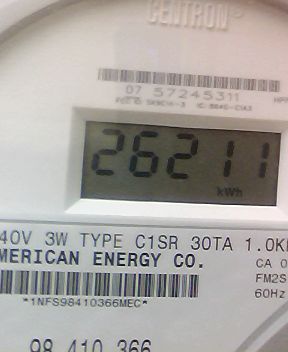 CENTRON®
07 57245311
26211
kWh
40V 3W TYPE C1SR 30TA 1.0K
MERICAN ENERGY CO.
CA 0
FM2S
60Hz
*1NFS98410366MEC*
98 410 366